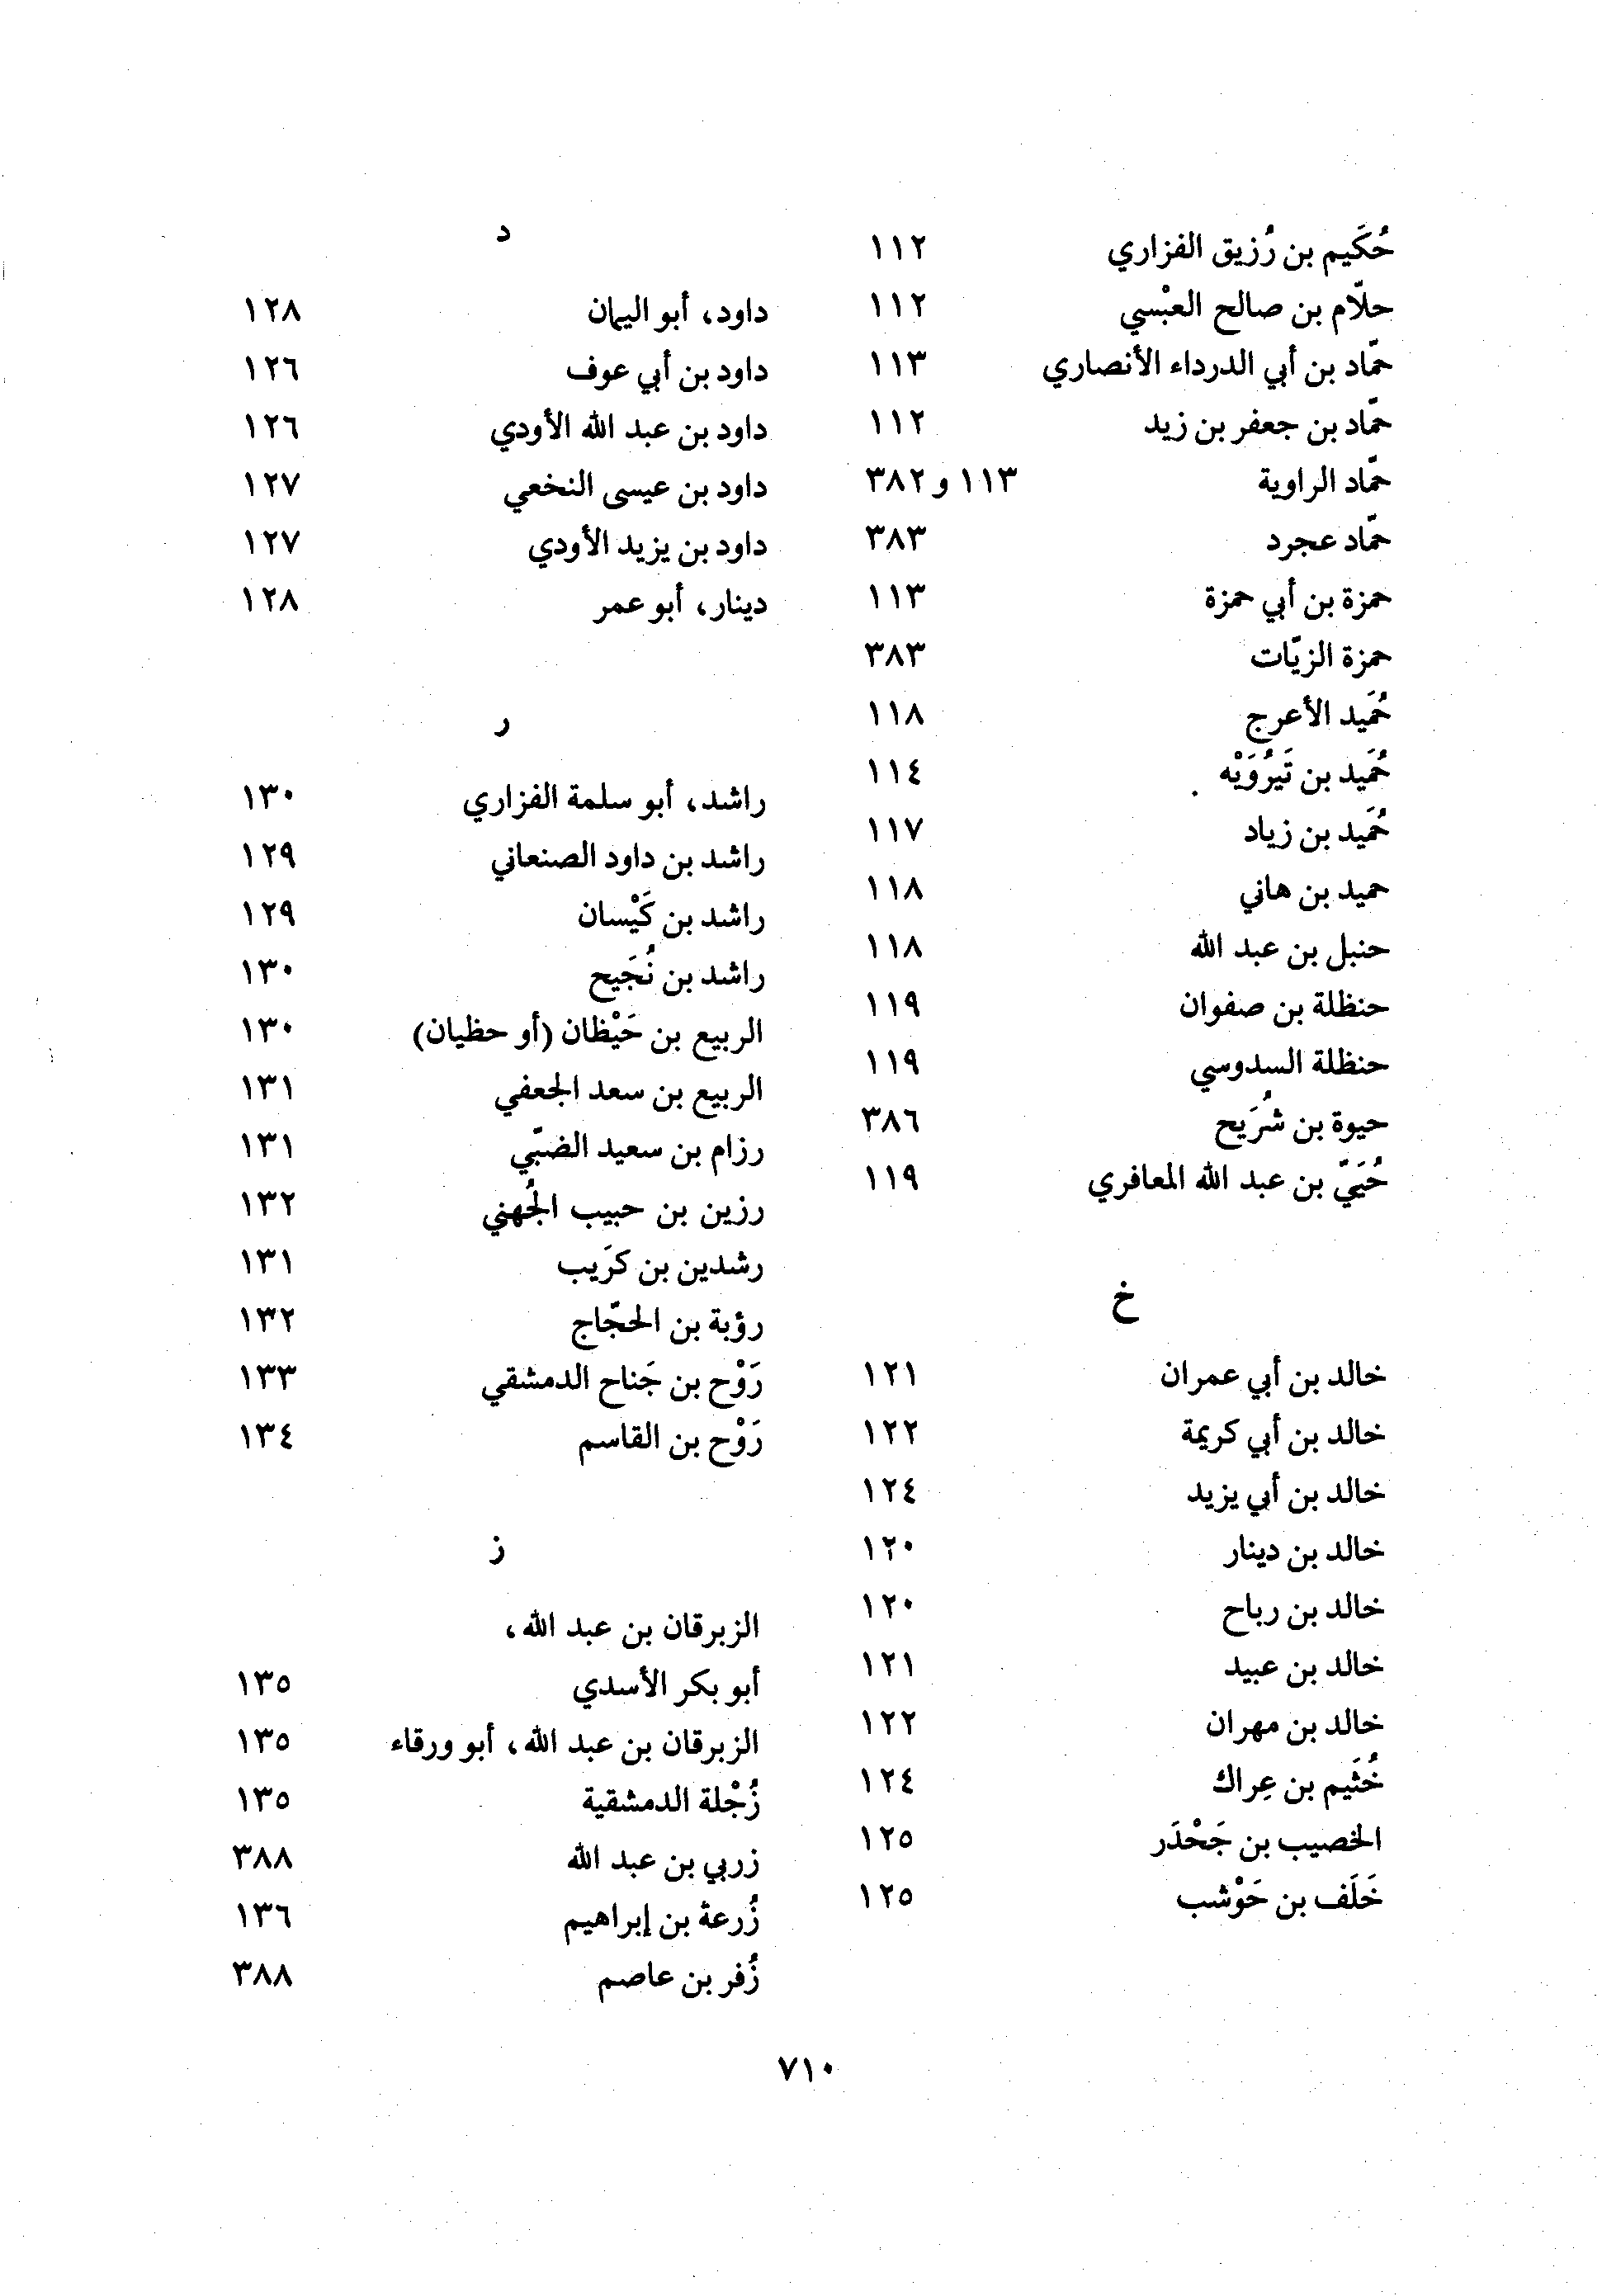 حُكَيم بن رُزيق الفزاري ١١٢
حلّام بن صالح العبْسي ١١٢
حمّاد بن أبي الدرداء الأنصاري ١١٣
حمّاد بن جعفر بن زيد ١١٢
حمّاد الراوية ١١٣ و ٣٨٢
حمّاد عجرد ٣٨٣
حمزة بن أبي حمزة ١١٣
حمزة الزيّات ٣٨٣
حُمَيد الأعرج ١١٨
حُمَيد بن تَيرُوَيْه ١١٤
حُمَيد بن زياد ١١٧
حميد بن هاني ١١٨
حنبل بن عبد الله ١١٨
حنظلة بن صفوان ١١٩
حنظلة السدوسي ١١٩
حيوة بن شُرَيح ٣٨٦
حُيَيّ بن عبد الله المعافري ١١٩
خ
خالد بن أبي عمران ١٢١
خالد بن أبي كريمة ١٢٢
خالد بن أبي يزيد ١٢٤
خالد بن دينار ١٢٠
خالد بن رباح ١٢٠
خالد بن عبيد ١٢١
خالد بن مهران ١٢٢
خُثَيم بن عِراك ١٢٤
الخصيب بن جَحْدَر ١٢٥
خَلَف بن حَوْشب ١٢٥
د
داود، أبو اليمان ١٢٨
داود بن أبي عوف ١٢٦
داود بن عبد الله الأودي ١٢٦
داود بن عيسى النخعي ١٢٧
داود بن يزيد الأودي ١٢٧
دينار، أبو عمر ١٢٨
ر
راشد، أبو سلمة الفزاري ١٣٠
راشد بن داود الصنعاني ١٢٩
راشد بن كَيْسان ١٢٩
راشد بن نُجَيح ١٣٠
الربيع بن حَيْظان (أو حظيان) ١٣٠
الربيع بن سعد الجعفي ١٣١
رزام بن سعيد الضبّي ١٣١
رزين بن حبيب الجُهني ١٣٢
رشدين بن كرَيب ١٣١
رؤبة بن الحجّاج ١٣٢
رَوْح بن جَناح الدمشقي ١٣٣
رَوْح بن القاسم ١٣٤
ز
الزبرقان بن عبد الله،
أبو بكر الأسدي ١٣٥
الزبرقان بن عبد الله، أبو ورقاء ١٣٥
زُجْلة الدمشقية ١٣٥
زربي بن عبد الله ٣٨٨
زُرعة بن إبراهيم ١٣٦
زُفر بن عاصم ٣٨٨
٧١٠